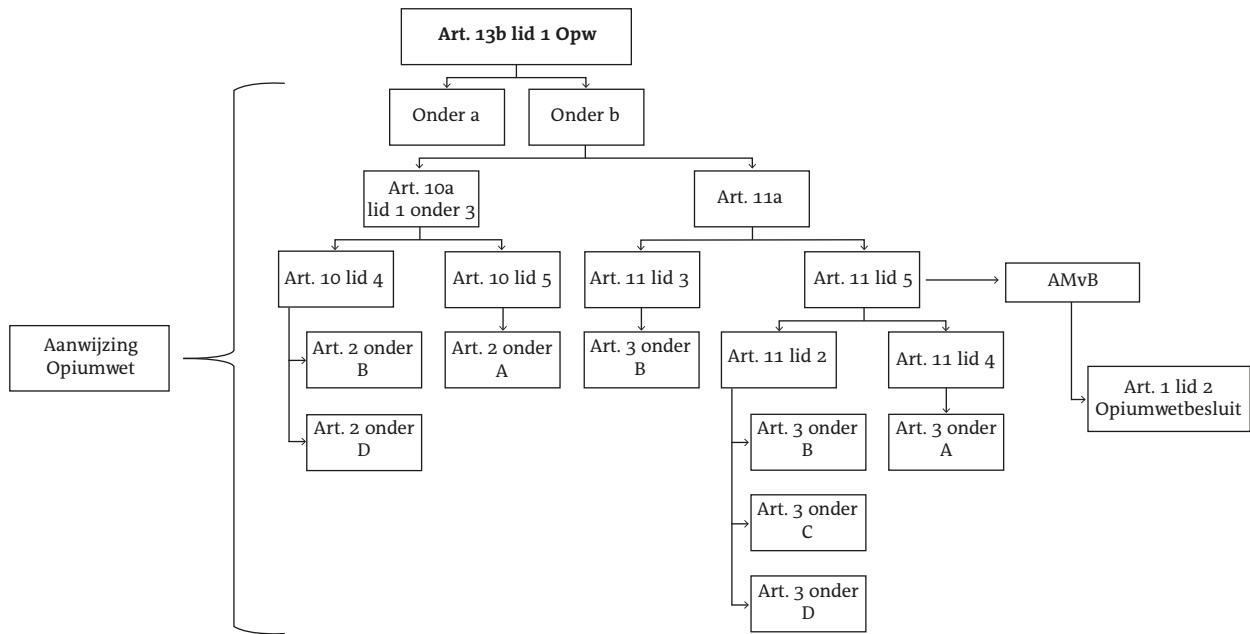 Art. 13b lid 1 Opw
Onder a
Onder b
Art. 10a
lid 1 onder 3
Art. 11a
Art. 10 lid 4
Art. 10 lid 5
Art. 11 lid 3
Art. 11 lid 5
AMvB
Aanwijzing
Opiumwet
Art. 2 onder
B
Art. 2 onder
A
Art. 3 onder
B
Art. 11 lid 2
Art. 11 lid 4
Art. 1 lid 2
Opiumwetbesluit
Art. 2 onder
D
Art. 3 onder
B
Art. 3 onder
A
Art. 3 onder
C
Art. 3 onder
D